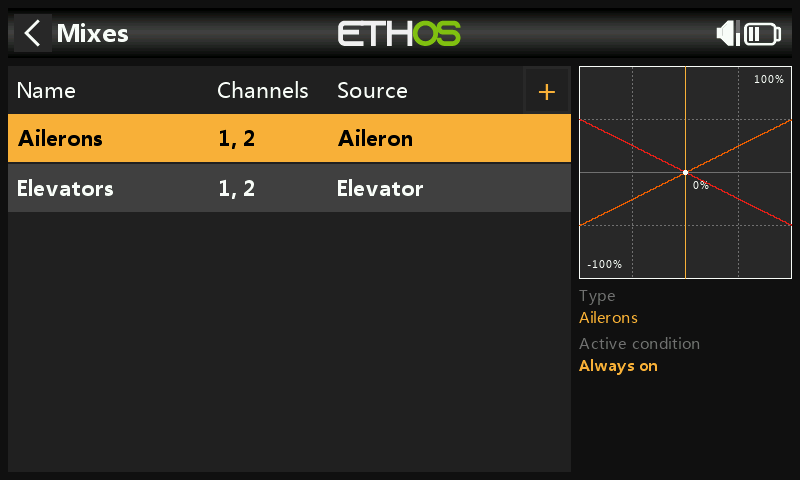 Mixes
ETHOS
Name Channels Source +
Ailerons 1, 2 Aileron
Elevators 1, 2 Elevator
100%
0%
-100%
Type
Ailerons
Active condition
Always on